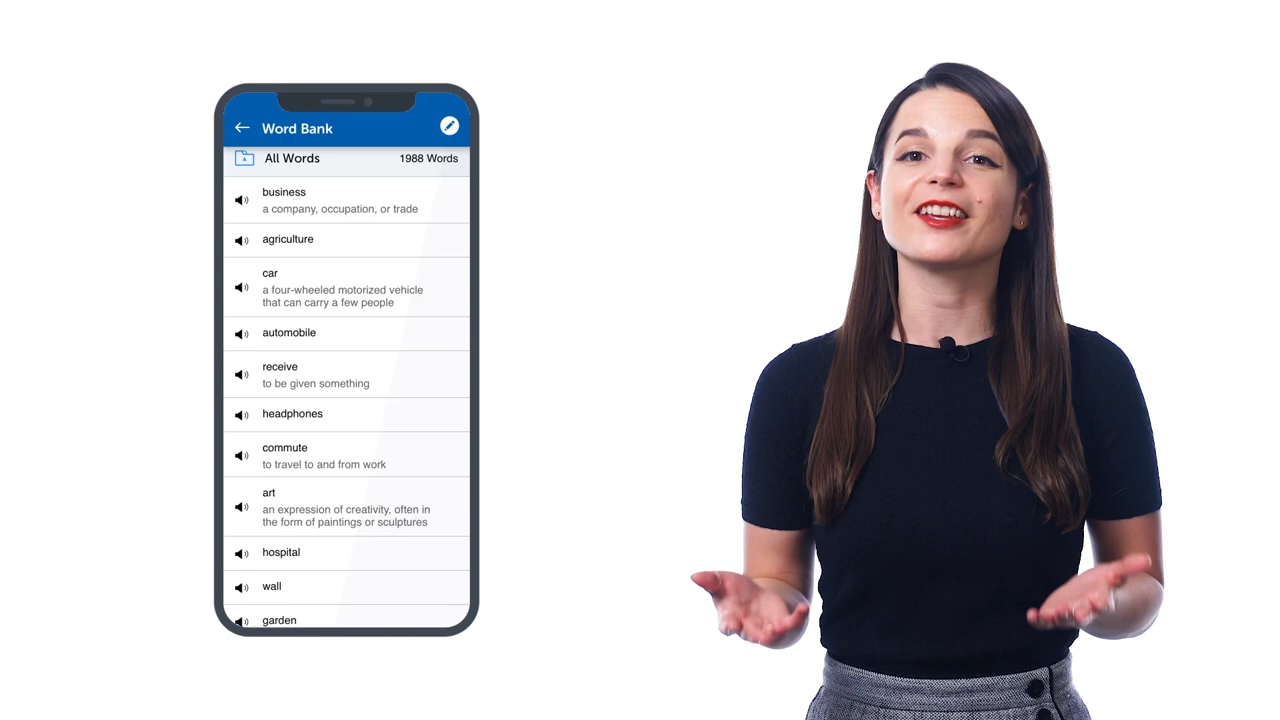 Word Bank
All Words 1988 Words
business
a company, occupation, or trade
agriculture
car
a four-wheeled motorized vehicle
that can carry a few people
automobile
receive
to be given something
headphones
commute
to travel to and from work
art
an expression of creativity, often in
the form of paintings or sculptures
hospital
wall
garden